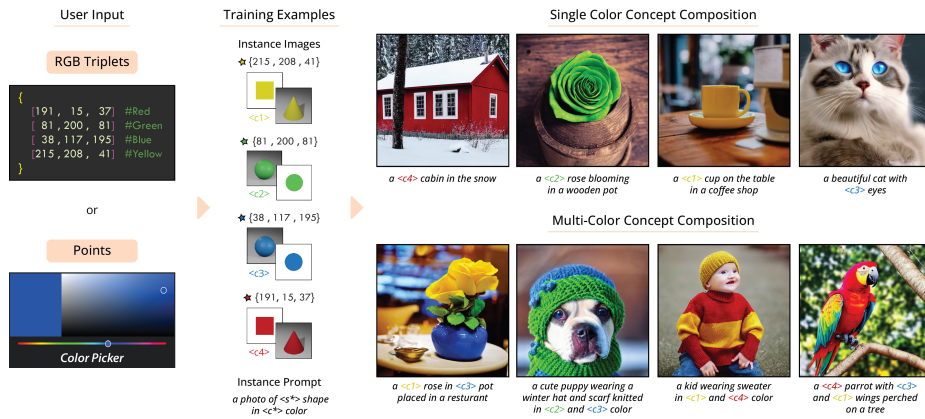 User Input
RGB Triplets
{
[191 , 15 , 37] #Red
[ 81 , 200 , 81] #Green
[ 38 , 117 , 195] #Blue
[215 , 208 , 41] #Yellow
}
or
Points
Color Picker
Training Examples
Instance Images
{215 , 208 , 41}
<c1>
{81 , 200 , 81}
<c2>
{38 , 117 , 195}
<c3>
{191, 15, 37}
<c4>
Instance Prompt
a photo of <s*> shape
in <c*> color
Single Color Concept Composition
a <c4> cabin in the snow
a <c2> rose blooming
in a wooden pot
a <c1> cup on the table
in a coffee shop
a beautiful cat with
<c3> eyes
Multi-Color Concept Composition
a <c1> rose in <c3> pot
placed in a resturant
a cute puppy wearing a
winter hat and scarf knitted
in <c2> and <c3> color
a kid wearing sweater
in <c1> and <c4> color
a <c4> parrot with <c3>
and <c1> wings perched
on a tree